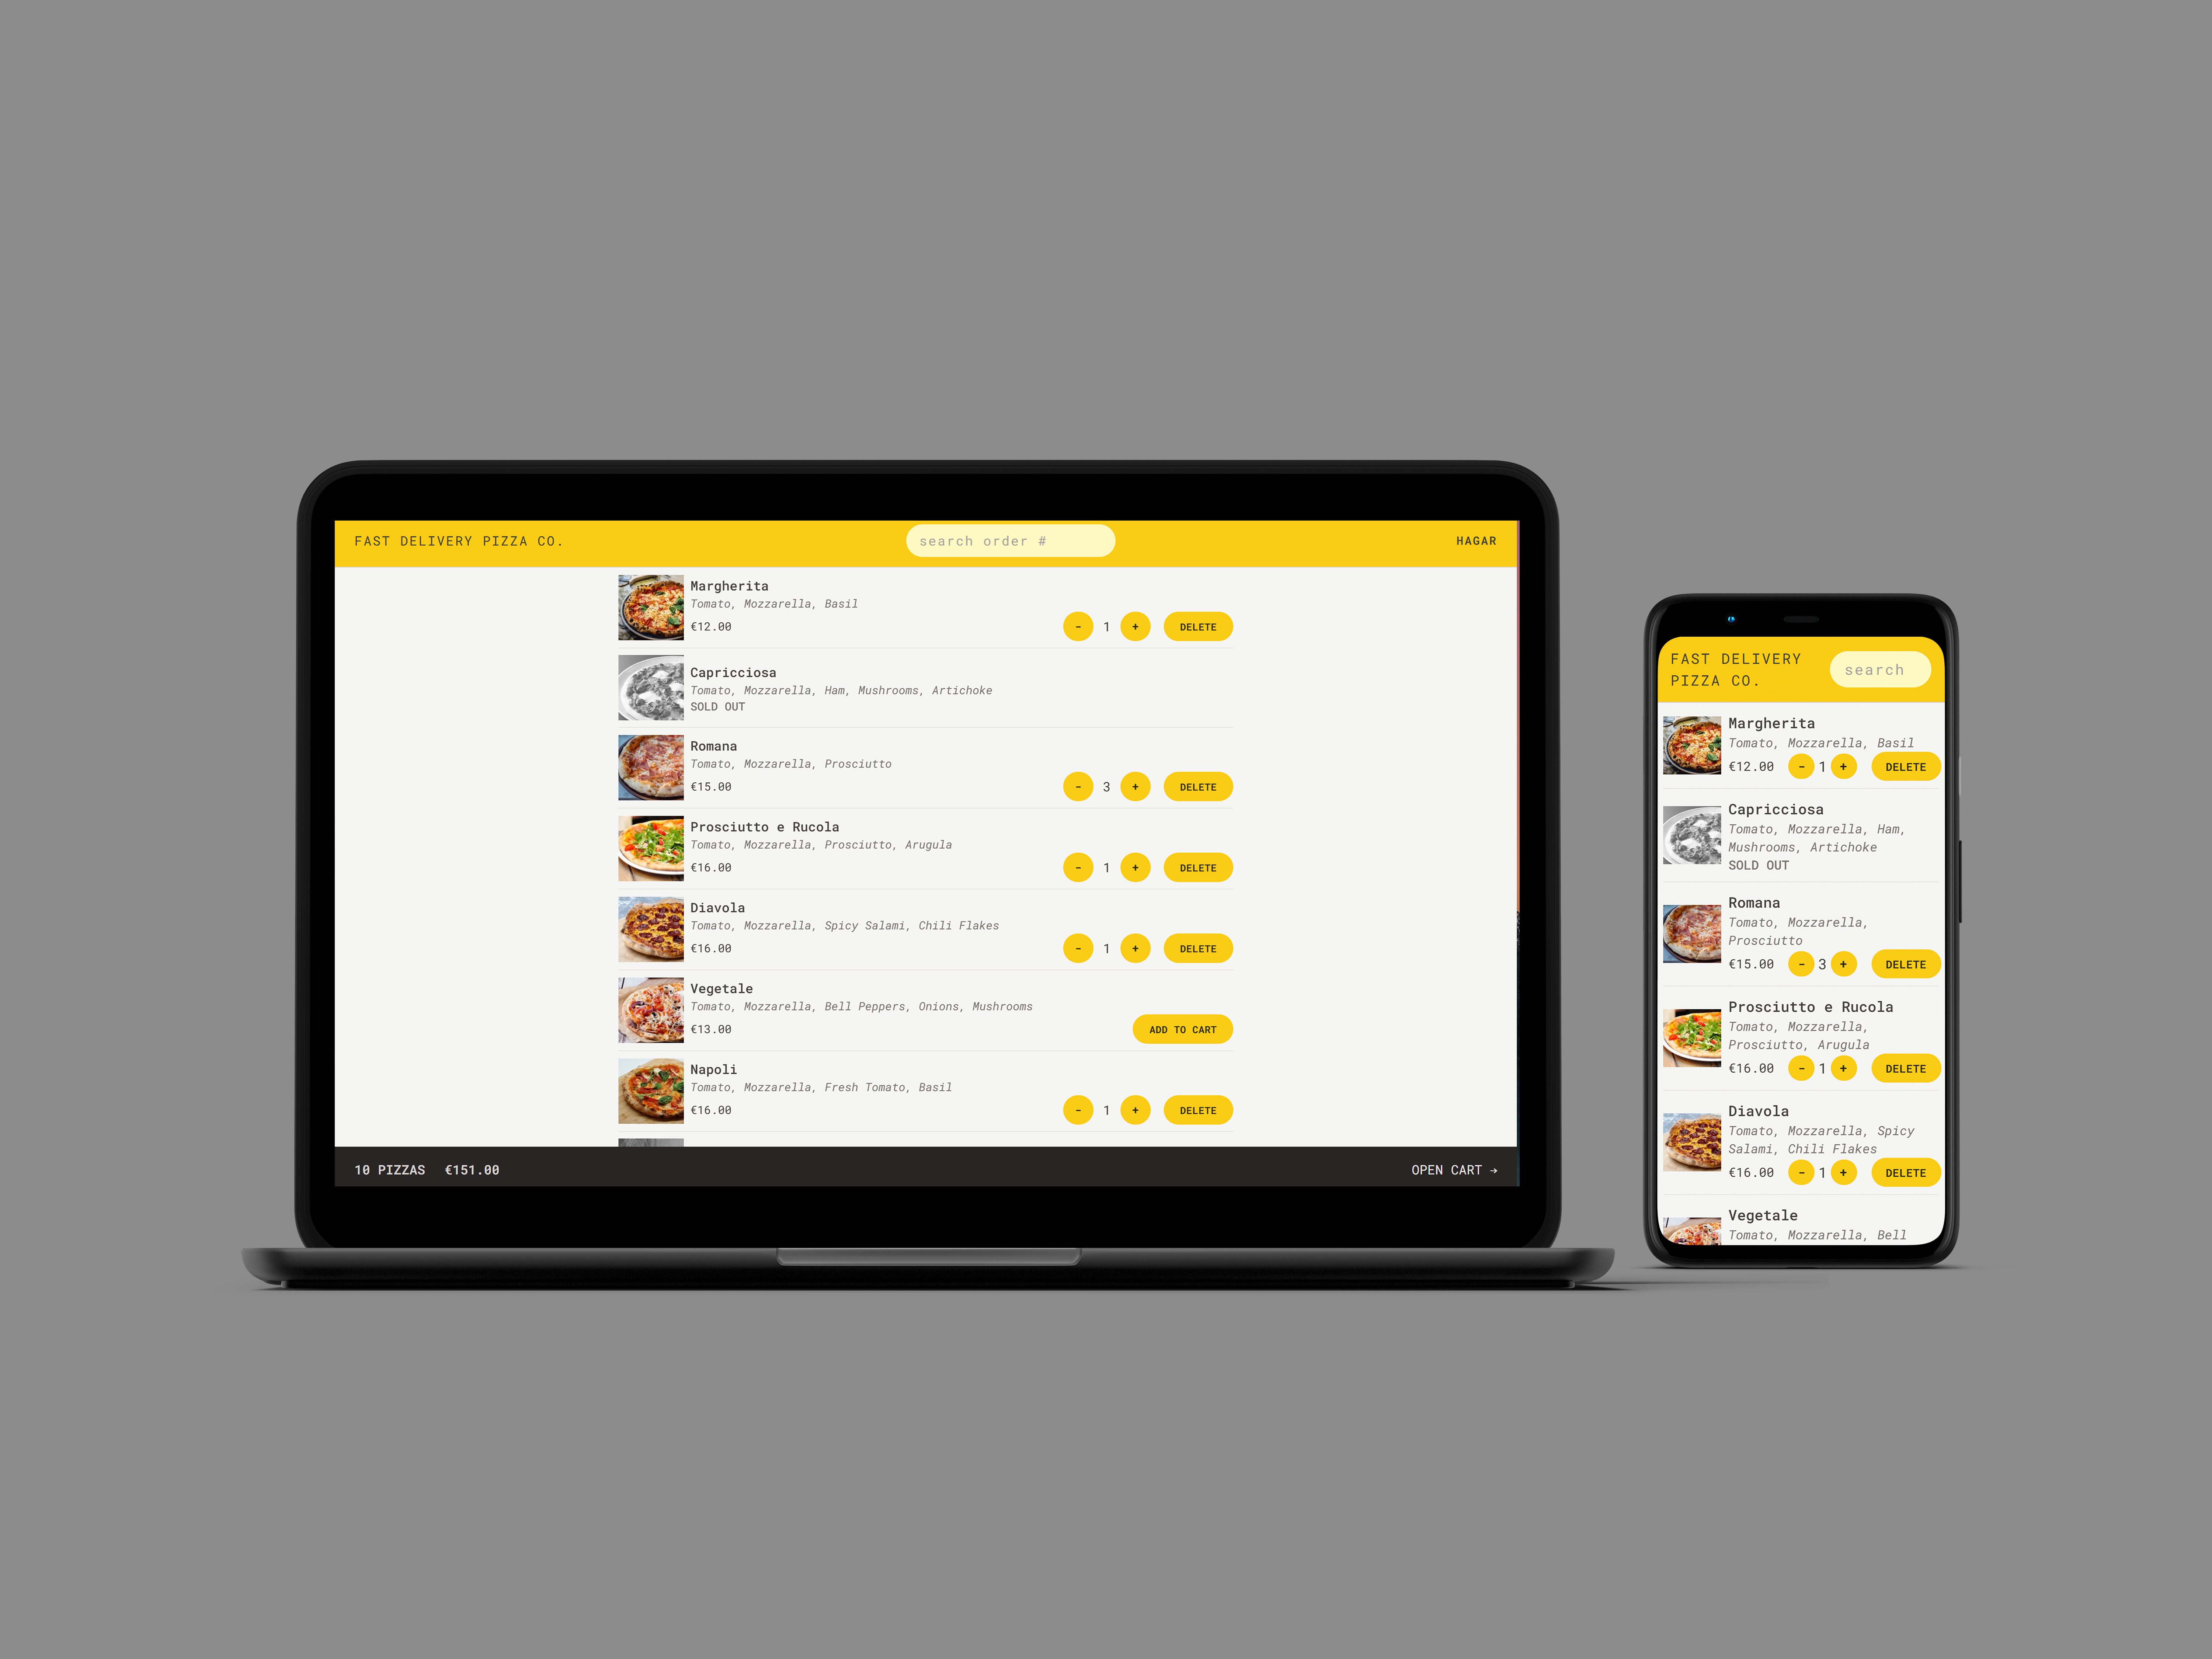 FAST DELIVERY PIZZA CO.
search order #
HAGAR
Margherita
Tomato, Mozzarella, Basil
€12.00
- 1 + DELETE
Capricciosa
Tomato, Mozzarella, Ham, Mushrooms, Artichoke
SOLD OUT
Romana
Tomato, Mozzarella, Prosciutto
€15.00
- 3 + DELETE
Prosciutto e Rucola
Tomato, Mozzarella, Prosciutto, Arugula
€16.00
- 1 + DELETE
Diavola
Tomato, Mozzarella, Spicy Salami, Chili Flakes
€16.00
- 1 + DELETE
Vegetale
Tomato, Mozzarella, Bell Peppers, Onions, Mushrooms
€13.00
ADD TO CART
Napoli
Tomato, Mozzarella, Fresh Tomato, Basil
€16.00
- 1 + DELETE
10 PIZZAS €151.00
OPEN CART →
FAST DELIVERY
PIZZA CO.
search
Margherita
Tomato, Mozzarella, Basil
€12.00 - 1 + DELETE
Capricciosa
Tomato, Mozzarella, Ham,
Mushrooms, Artichoke
SOLD OUT
Romana
Tomato, Mozzarella,
Prosciutto
€15.00 - 3 + DELETE
Prosciutto e Rucola
Tomato, Mozzarella,
Prosciutto, Arugula
€16.00 - 1 + DELETE
Diavola
Tomato, Mozzarella, Spicy
Salami, Chili Flakes
€16.00 - 1 + DELETE
Vegetale
Tomato, Mozzarella, Bell